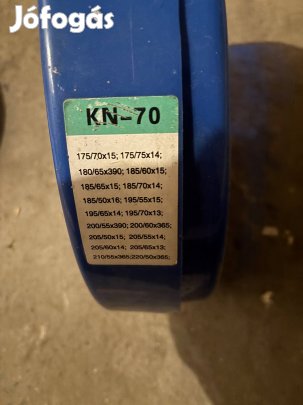 Jófogás
KN-70
175/70x15; 175/75x14;
180/65x390; 185/60x15;
185/65x15; 185/70x14;
185/50x16; 195/55x15;
195/65x14; 195/70x13;
200/55x390; 200/60x365;
205/50x15; 205/55x14;
205/60x14; 205/65x13;
210/55x365;220/50x365;